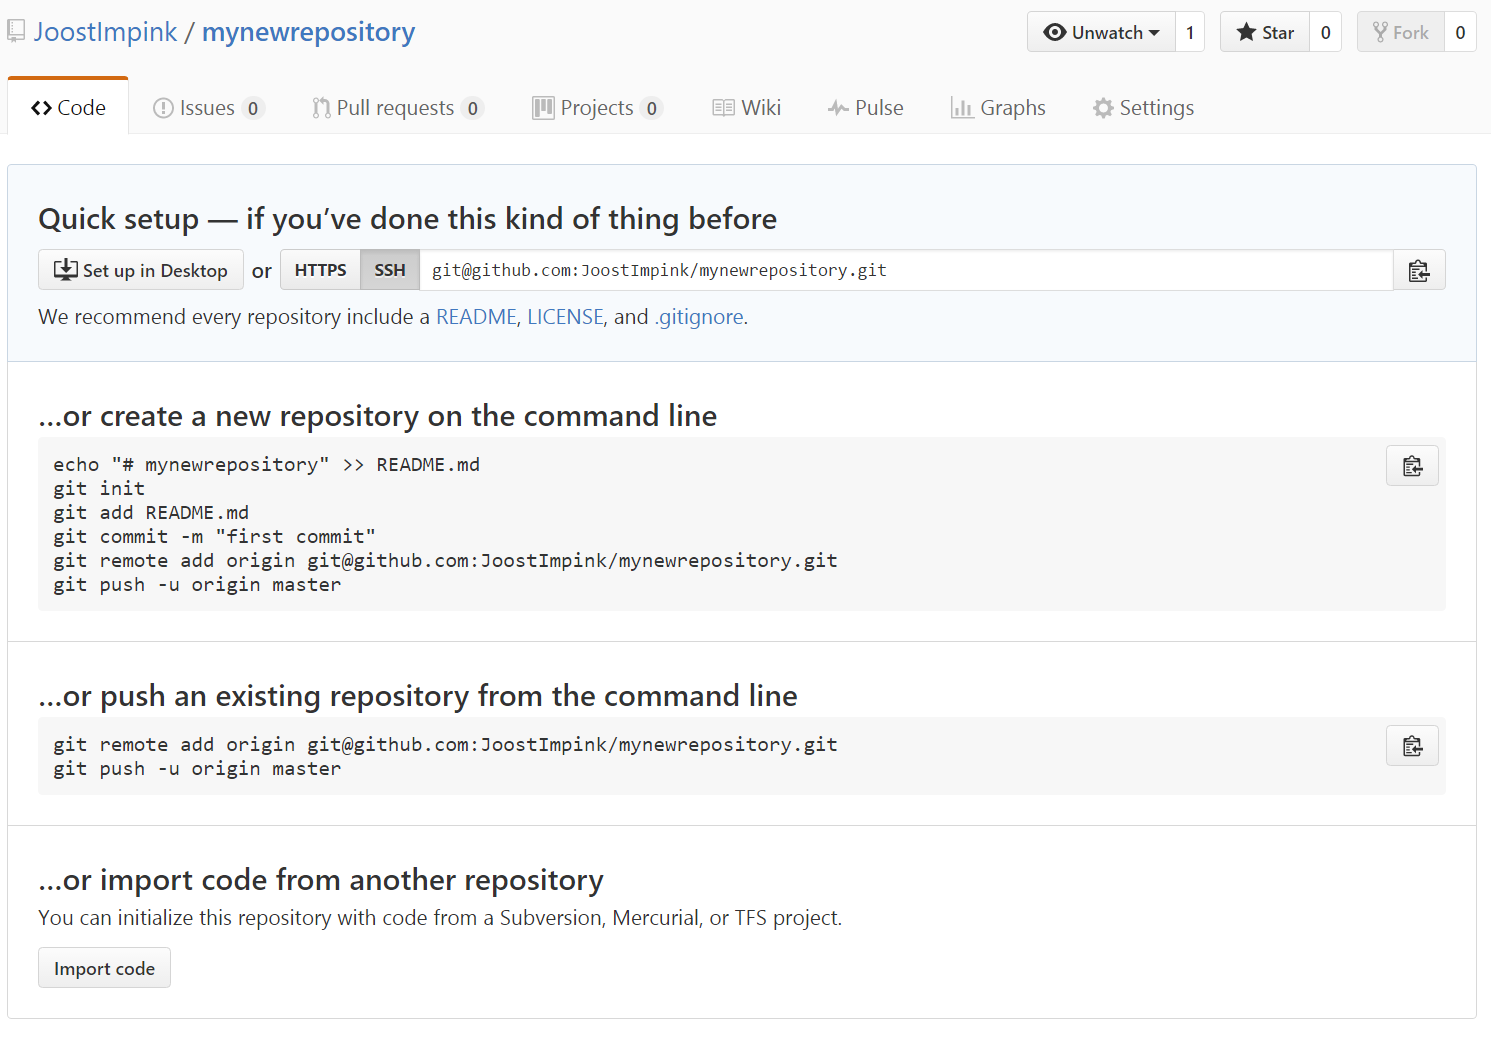 JoostImpink / mynewrepository
Unwatch 1 Star 0 Fork 0
Code Issues 0 Pull requests 0 Projects 0 Wiki Pulse Graphs Settings
Quick setup — if you’ve done this kind of thing before
Set up in Desktop or HTTPS SSH git@github.com:JoostImpink/mynewrepository.git
We recommend every repository include a README, LICENSE, and .gitignore.
…or create a new repository on the command line
echo "# mynewrepository" >> README.md
git init
git add README.md
git commit -m "first commit"
git remote add origin git@github.com:JoostImpink/mynewrepository.git
git push -u origin master
…or push an existing repository from the command line
git remote add origin git@github.com:JoostImpink/mynewrepository.git
git push -u origin master
…or import code from another repository
You can initialize this repository with code from a Subversion, Mercurial, or TFS project.
Import code